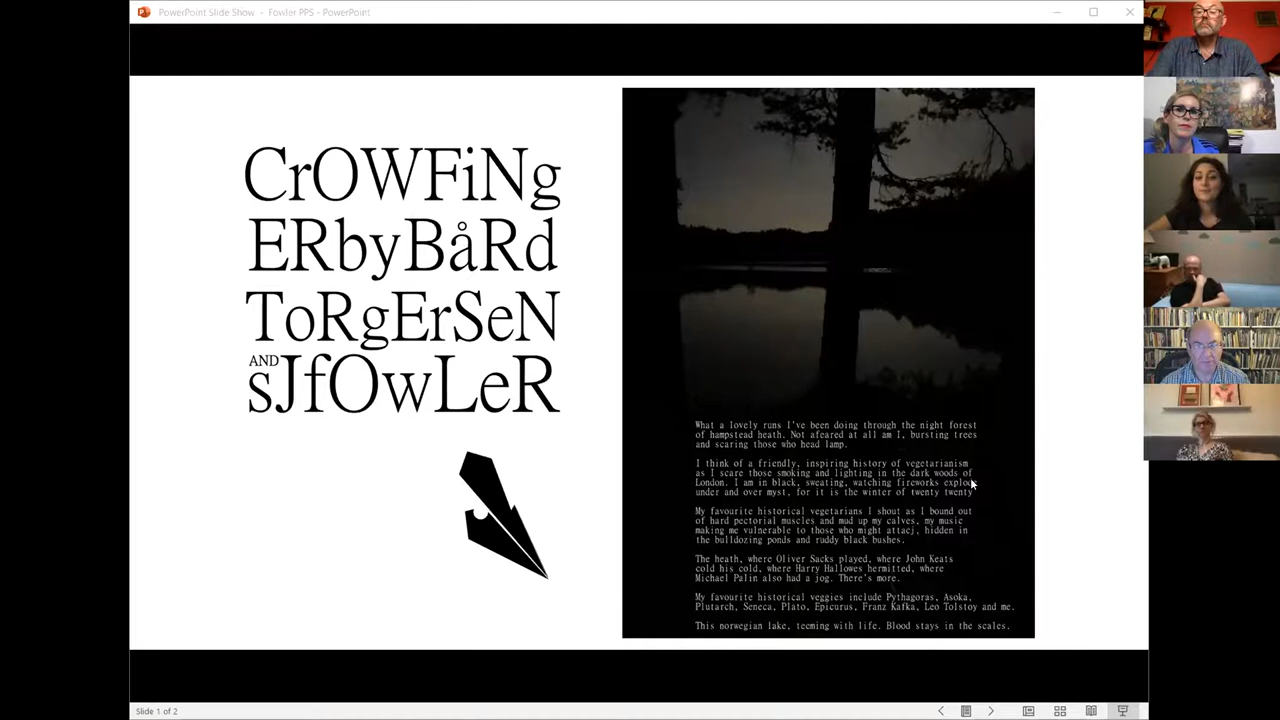 PowerPoint Slide Show - Fowler PPS - PowerPoint
CrOWFiNg
ERbyBåRd
ToRgErSeN
AND
sJfOwLeR
What a lovely runs I've been doing through the night forest
of hampstead heath. Not afeared at all am I, bursting trees
and scaring those who head lamp.
I think of a friendly, inspiring history of vegetarianism
as I scare those smoking and lighting in the dark woods of
London. I am in black, sweating, watching fireworks
under and over myst, for it is the winter of twenty twenty
My favourite historical vegetarians I shout as I bound out
of hard pectorial muscles and mud up my calves, my music
making me vulnerable to those who might attacj, hidden in
the bulldozing ponds and ruddy black bushes.
The heath, where Oliver Sacks played, where John Keats
cold his cold, where Harry Hallowes hermitted, where
Michael Palin also had a jog. There's more.
My favourite historical veggies include Pythagoras, Asoka,
Plutarch, Seneca, Plato, Epicurus, Franz Kafka, Leo Tolstoy and me.
This norwegian lake, teeming with life. Blood stays in the scales.
Slide 1 of 2